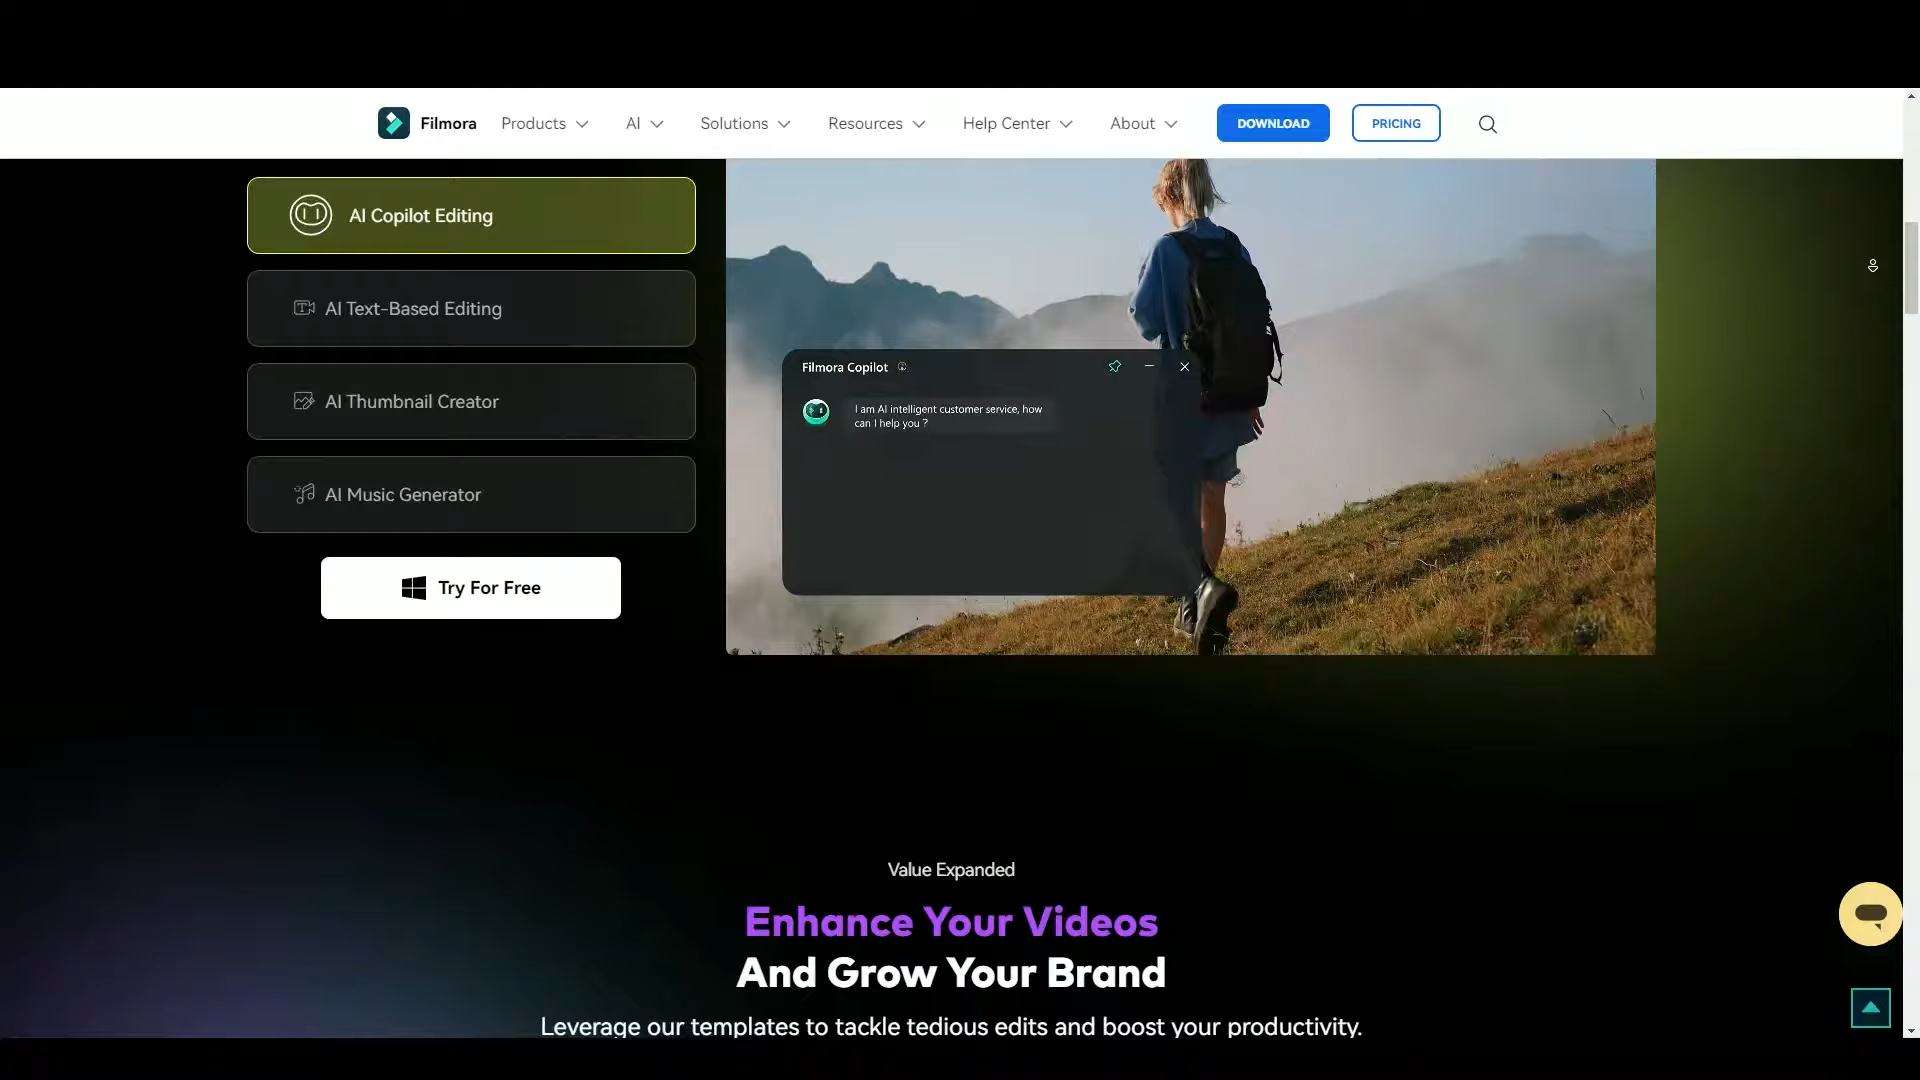 Filmora Products AI Solutions Resources Help Center About DOWNLOAD PRICING
AI Copilot Editing
AI Text-Based Editing
AI Thumbnail Creator
AI Music Generator
Try For Free
Filmora Copilot
I am AI intelligent customer service, how
can I help you ?
Value Expanded
Enhance Your Videos
And Grow Your Brand
Leverage our templates to tackle tedious edits and boost your productivity.